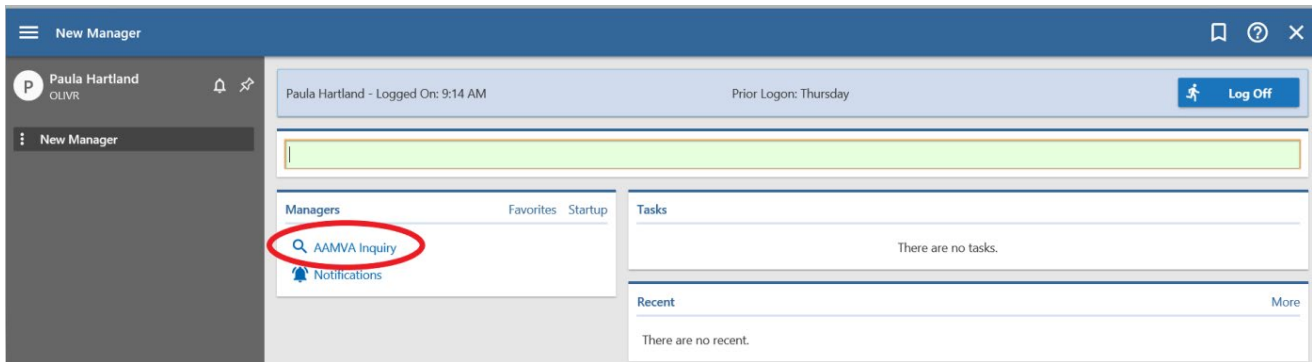 New Manager
P
Paula Hartland
OLIVR
New Manager
Paula Hartland - Logged On: 9:14 AM
Prior Logon: Thursday
Log Off
Managers
Favorites Startup
AAMVA Inquiry
Notifications
Tasks
There are no tasks.
Recent
More
There are no recent.